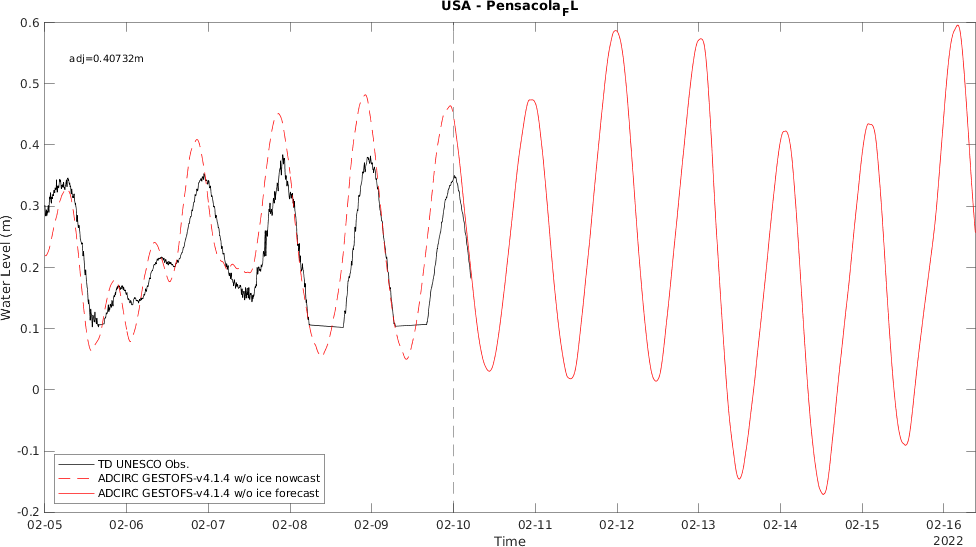 USA - Pensacola_FL
0.6
adj=0.40732m
0.5
0.4
0.3
0.2
0.1
0
-0.1
-0.2
Water Level (m)
TD UNESCO Obs.
ADCIRC GESTOFS-v4.1.4 w/o ice nowcast
ADCIRC GESTOFS-v4.1.4 w/o ice forecast
02-05 02-06 02-07 02-08 02-09 02-10 02-11 02-12 02-13 02-14 02-15 02-16
Time
2022